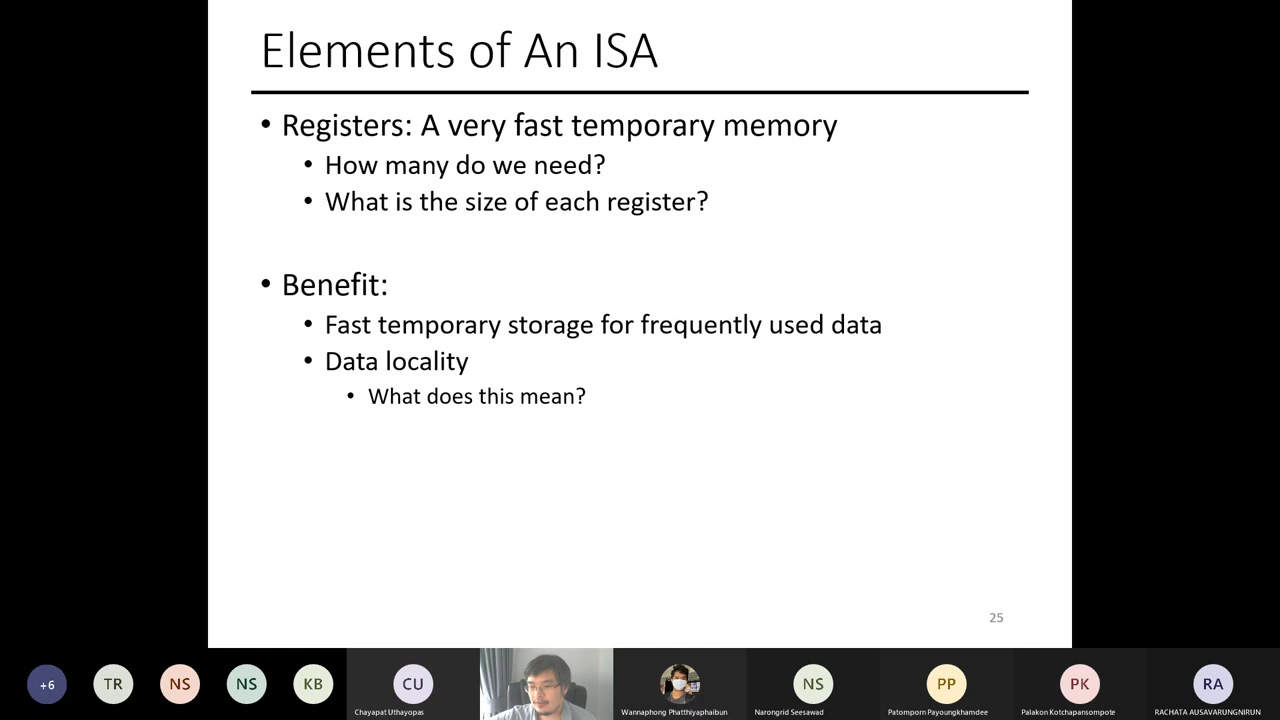 Elements of An ISA
• Registers: A very fast temporary memory
• How many do we need?
• What is the size of each register?
• Benefit:
• Fast temporary storage for frequently used data
• Data locality
• What does this mean?
25
+6
TR
NS
NS
KB
CU
NS
PP
PK
RA
Chayapat Uthayopas
Wannaphong Phatthiyaphaibun
Narongrid Seesawad
Patomporn Payoungkhamdee
Palakon Kotchapansompote
RACHATA AUSAVARUNGNIRUN